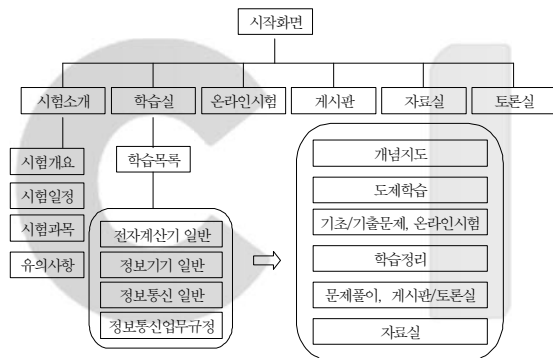 시작화면
시험소개 학습실 온라인시험 게시판 자료실 토론실
시험개요
시험일정
시험과목
유의사항
학습목록
전자계산기 일반
정보기기 일반
정보통신 일반
정보통신업무규정
개념지도
도제학습
기초/기출문제, 온라인시험
학습정리
문제풀이, 게시판/토론실
자료실